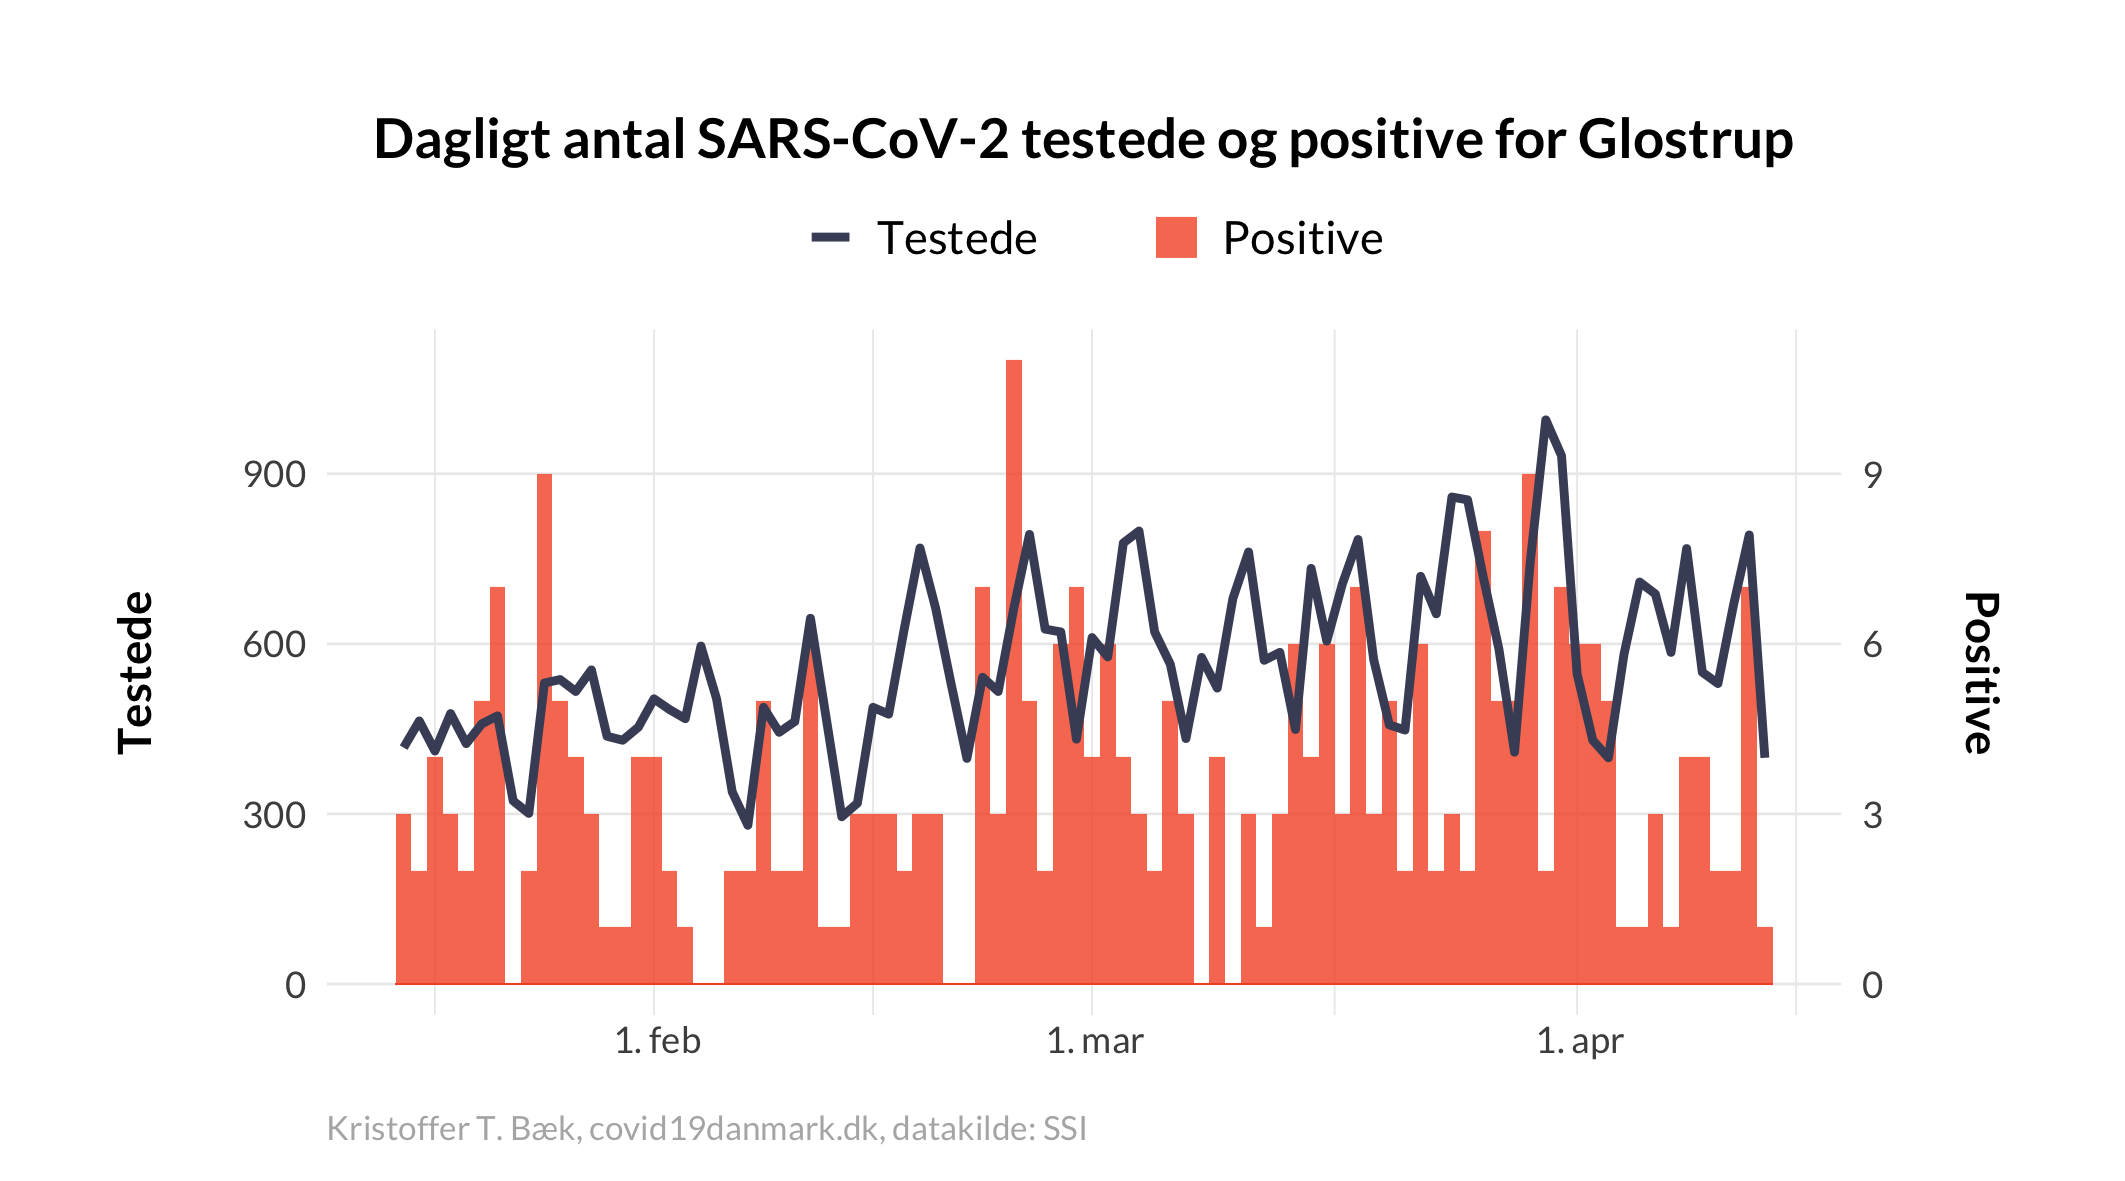 Dagligt antal SARS-CoV-2 testede og positive for Glostrup
Testede
Positive
Testede
900
600
300
0
9
6
3
0
Positive
1. feb
1. mar
1. apr
Kristoffer T. Bæk, covid19danmark.dk, datakilde: SSI